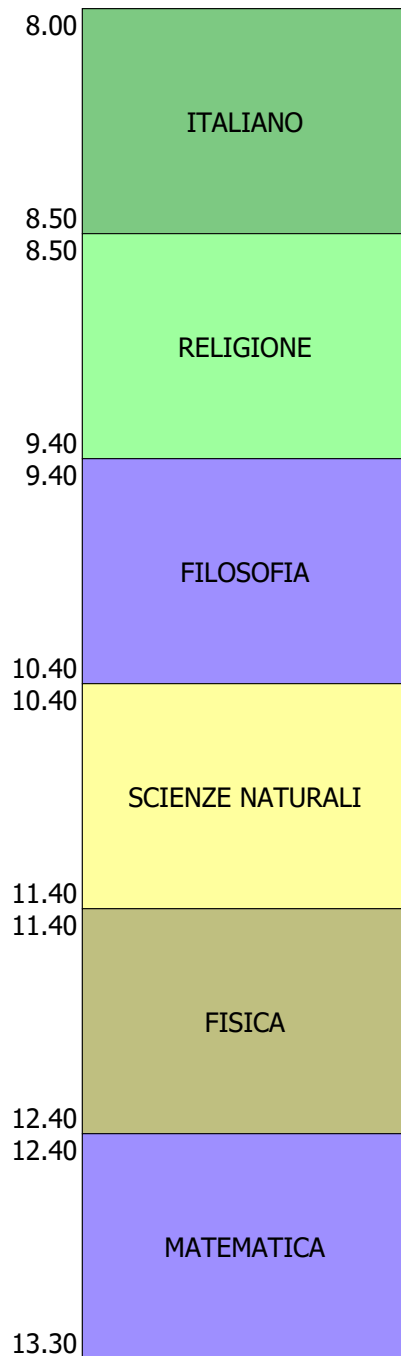 8.00
ITALIANO
8.50
8.50
RELIGIONE
9.40
9.40
FILOSOFIA
10.40
10.40
SCIENZE NATURALI
11.40
11.40
FISICA
12.40
12.40
MATEMATICA
13.30